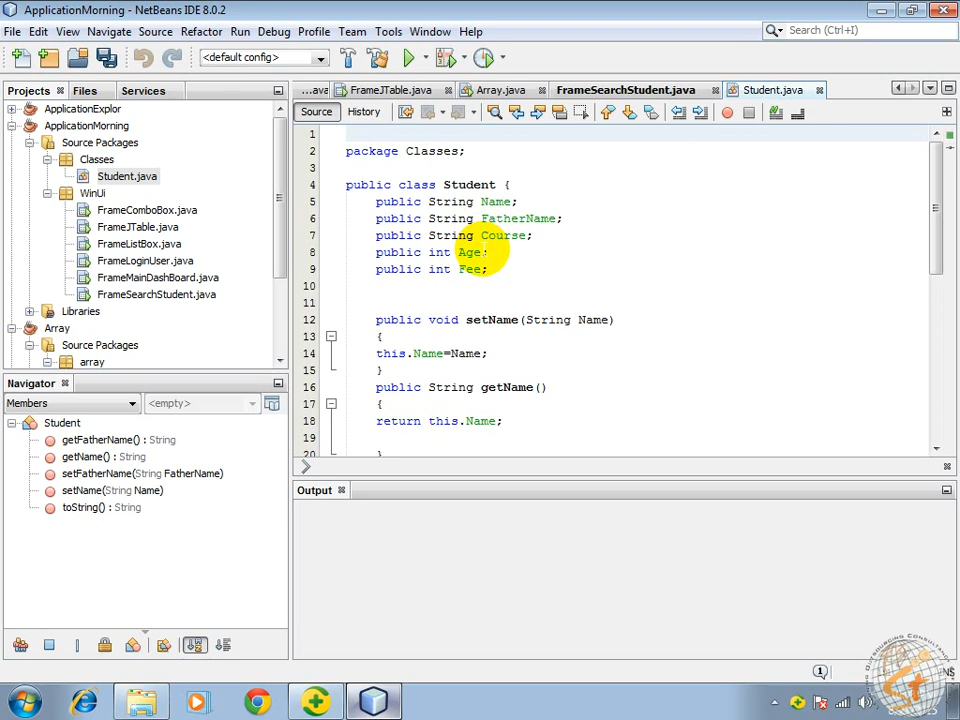 ApplicationMorning - NetBeans IDE 8.0.2
File Edit View Navigate Source Refactor Run Debug Profile Team Tools Window Help
Search (Ctrl+I)
<default config>
Projects Files Services
...ava FrameJTable.java Array.java FrameSearchStudent.java Student.java
Source History
ApplicationExplor
ApplicationMorning
Source Packages
Classes
Student.java
WinUi
FrameComboBox.java
FrameJTable.java
FrameListBox.java
FrameLoginUser.java
FrameMainDashBoard.java
FrameSearchStudent.java
Libraries
Array
Source Packages
array
1
2 package Classes;
3
4 public class Student {
5 public String Name;
6 public String FatherName;
7 public String Course;
8 public int Age;
9 public int Fee;
10
11
12 public void setName(String Name)
13 {
14 this.Name=Name;
15 }
16 public String getName()
17 {
18 return this.Name;
19
20 }
Navigator
Members <empty>
Student
getFatherName() : String
getName() : String
setFatherName(String FatherName)
setName(String Name)
toString() : String
Output